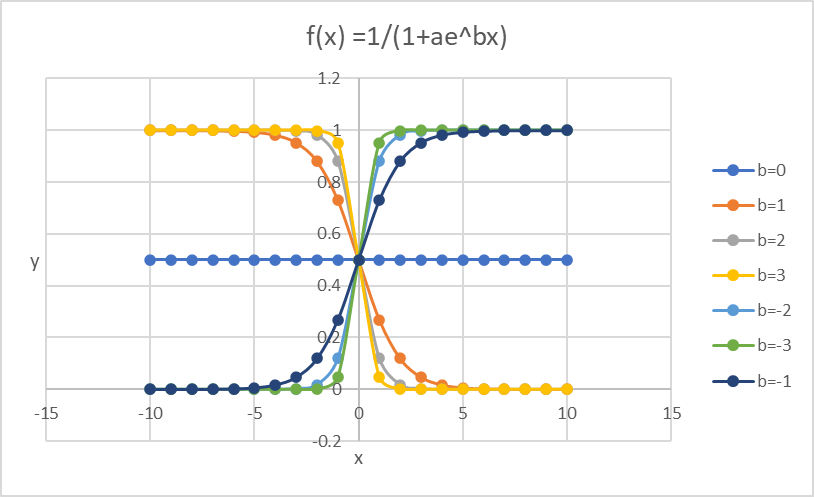 f(x) =1/(1+ae^bx)
1.2
1
0.8
0.6
0.4
0.2
0
-0.2
-15 -10 -5 0 5 10 15
y
x
b=0
b=1
b=2
b=3
b=-2
b=-3
b=-1